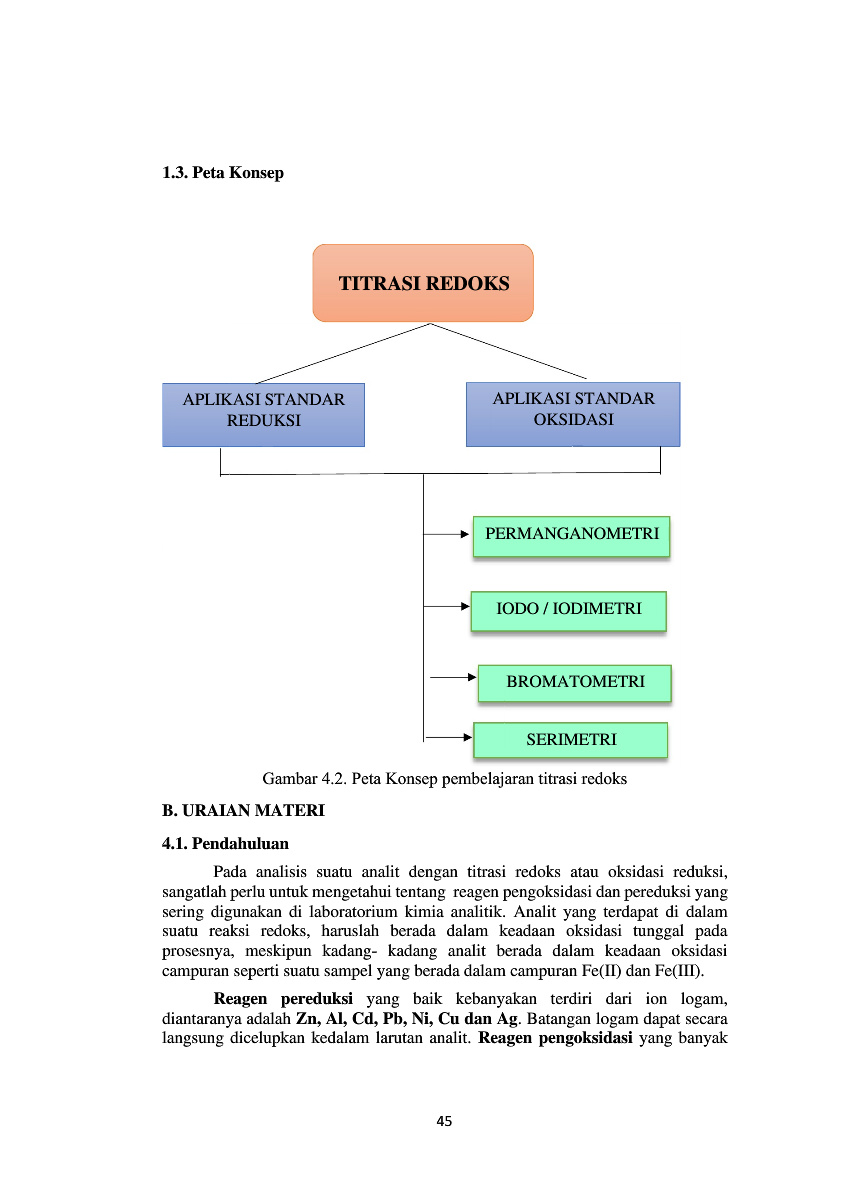 1.3. Peta Konsep
TITRASI REDOKS
APLIKASI STANDAR
REDUKSI
APLIKASI STANDAR
OKSIDASI
PERMANGANOMETRI
IODO / IODIMETRI
BROMATOMETRI
SERIMETRI
Gambar 4.2. Peta Konsep pembelajaran titrasi redoks
B. URAIAN MATERI
4.1. Pendahuluan
Pada analisis suatu analit dengan titrasi redoks atau oksidasi reduksi,
sangatlah perlu untuk mengetahui tentang reagen pengoksidasi dan pereduksi yang
sering digunakan di laboratorium kimia analitik. Analit yang terdapat di dalam
suatu reaksi redoks, haruslah berada dalam keadaan oksidasi tunggal pada
prosesnya, meskipun kadang- kadang analit berada dalam keadaan oksidasi
campuran seperti suatu sampel yang berada dalam campuran Fe(II) dan Fe(III).
Reagen pereduksi yang baik kebanyakan terdiri dari ion logam,
diantaranya adalah Zn, Al, Cd, Pb, Ni, Cu dan Ag. Batangan logam dapat secara
langsung dicelupkan kedalam larutan analit. Reagen pengoksidasi yang banyak
45